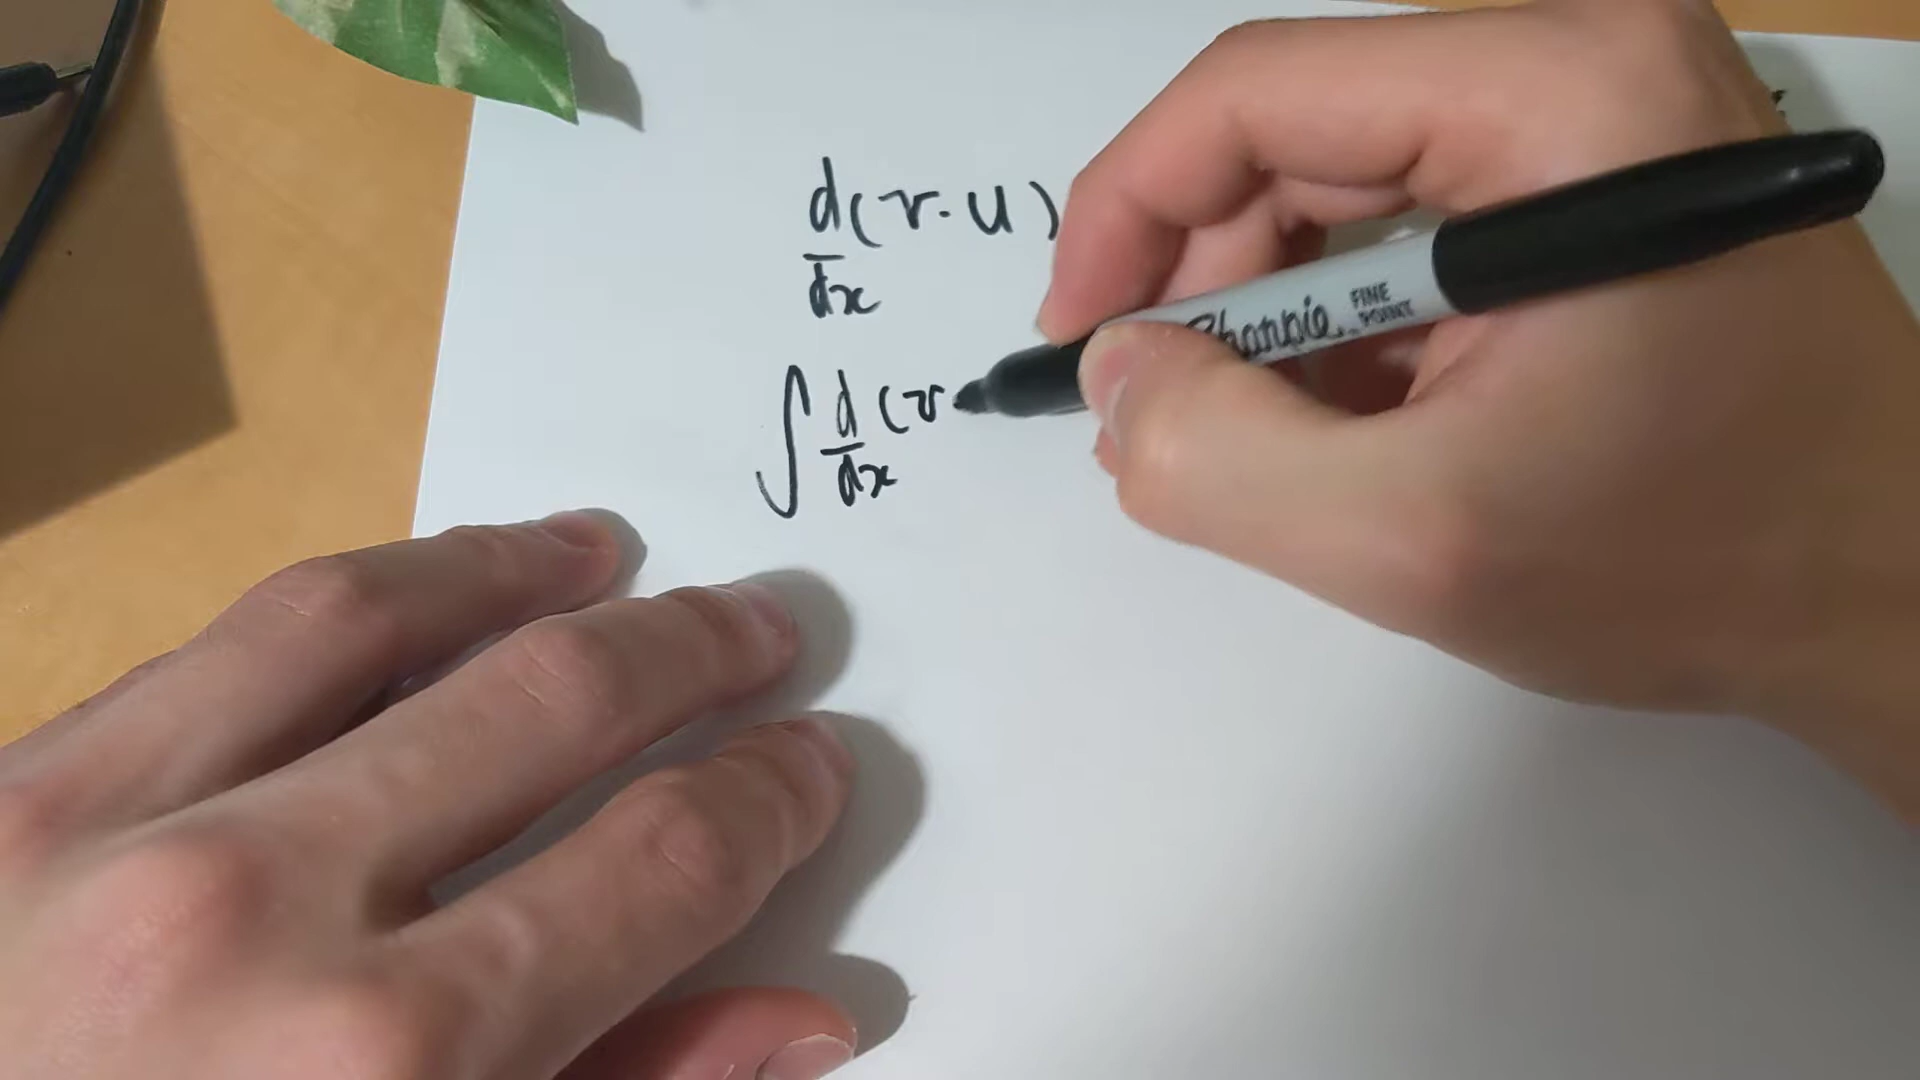 d/dx (v·u)
∫ d/dx (v
Sharpie. FINE POINT